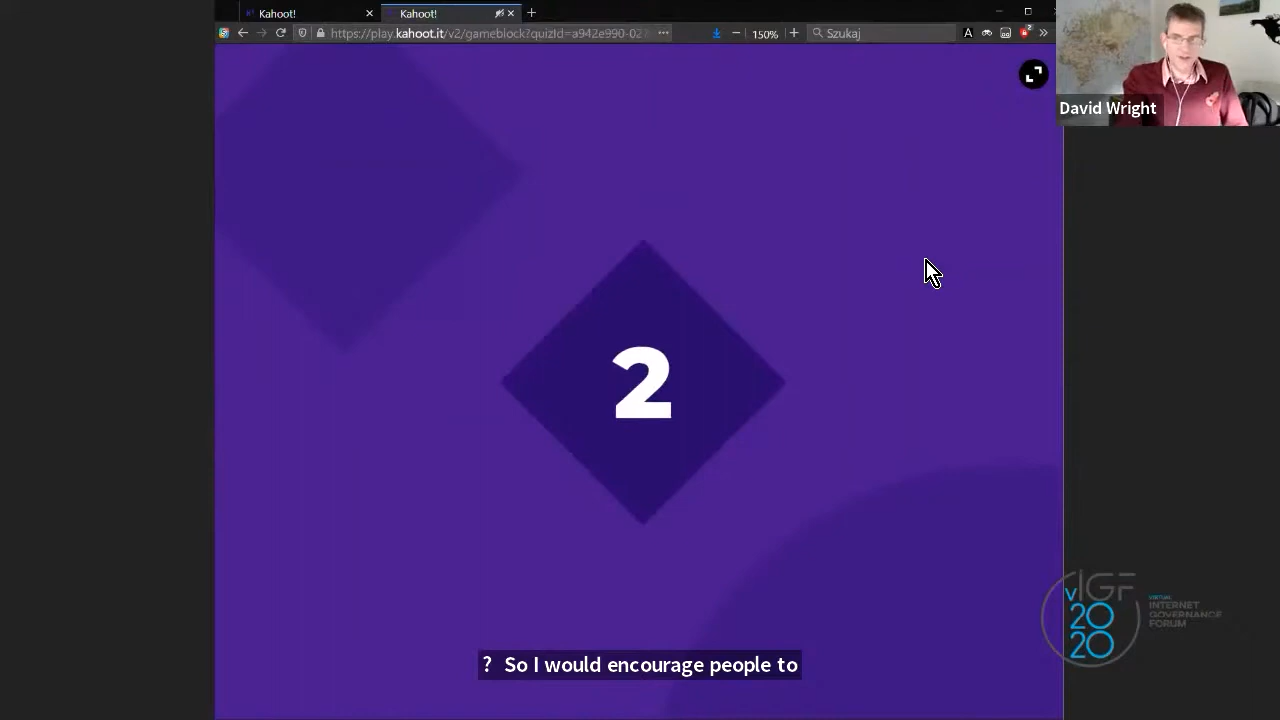 Kahoot!
Kahoot!
https://play.kahoot.it/v2/gameblock?quizId=a942e990-02
150%
Szukaj
A
David Wright
2
? So I would encourage people to
vIGF
2020
VIRTUAL
INTERNET
GOVERNANCE
FORUM